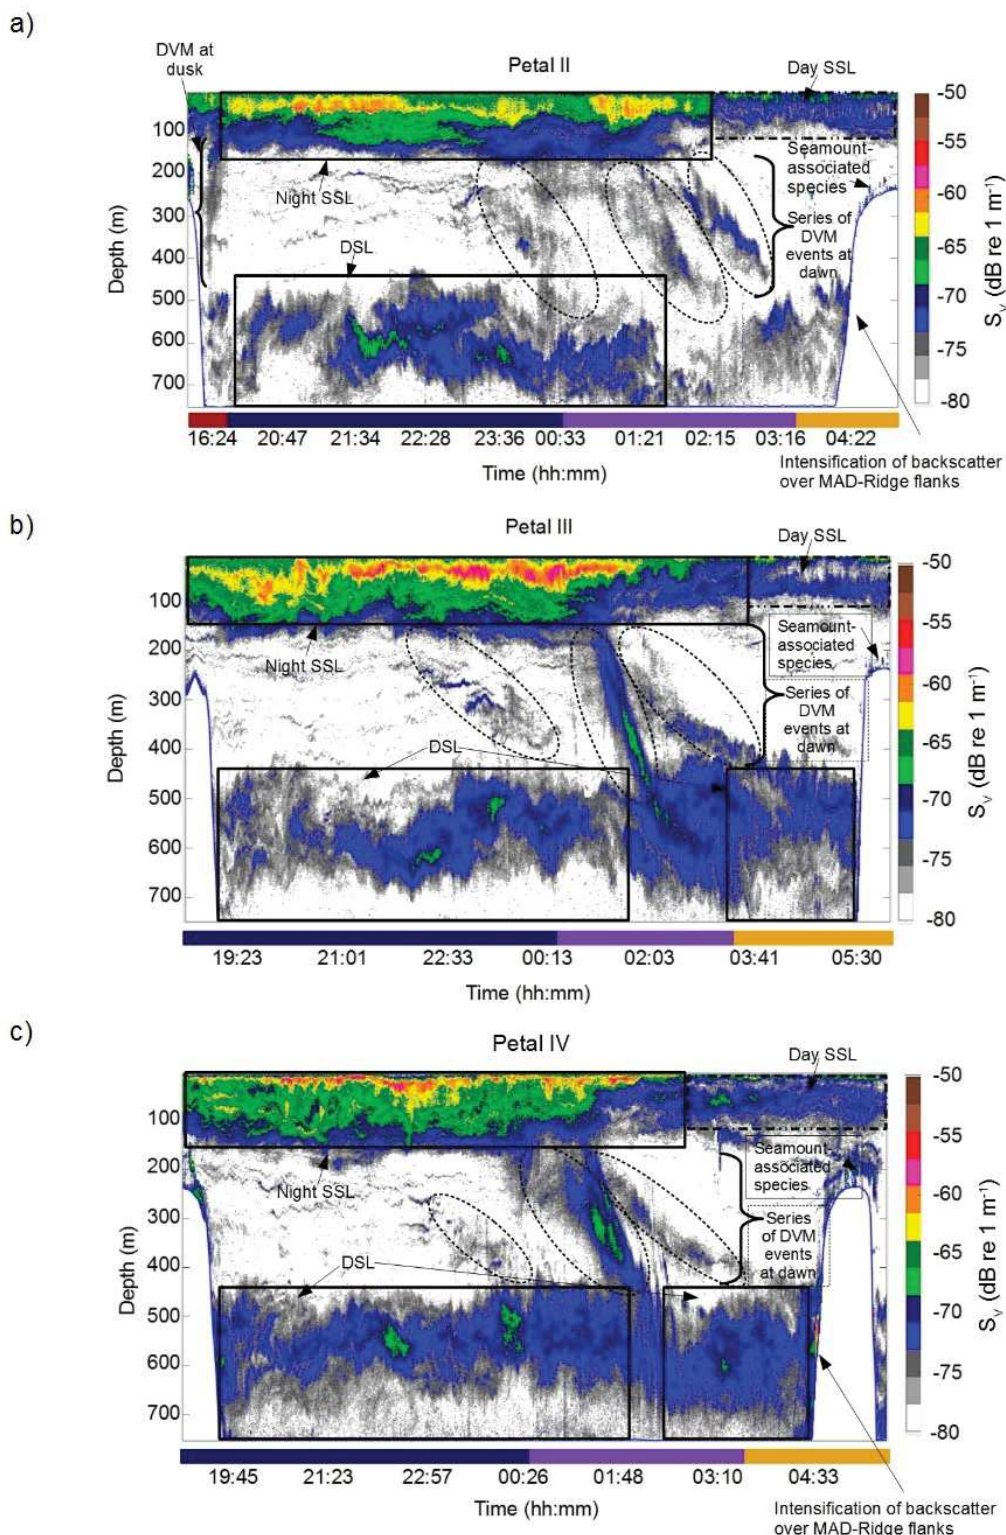 a)
DVM at
dusk
Petal II
Day SSL
100
200
300
400
500
600
700
Depth (m)
Night SSL
DSL
Seamount-
associated
species
Series of
DVM
events at
dawn
-50
-55
-60
-65
-70
-75
-80
Sv (dB re 1 m-1)
16:24 20:47 21:34 22:28 23:36 00:33 01:21 02:15 03:16 04:22
Time (hh:mm)
Intensification of backscatter
over MAD-Ridge flanks
b)
Petal III
Day SSL
100
200
300
400
500
600
700
Depth (m)
Night SSL
DSL
Seamount-
associated
species
Series of
DVM
events at
dawn
-50
-55
-60
-65
-70
-75
-80
Sv (dB re 1 m-1)
19:23 21:01 22:33 00:13 02:03 03:41 05:30
Time (hh:mm)
c)
Petal IV
Day SSL
100
200
300
400
500
600
700
Depth (m)
Night SSL
DSL
Seamount-
associated
species
Series
of DVM
events
at dawn
-50
-55
-60
-65
-70
-75
-80
Sv (dB re 1 m-1)
19:45 21:23 22:57 00:26 01:48 03:10 04:33
Time (hh:mm)
Intensification of backscatter
over MAD-Ridge flanks